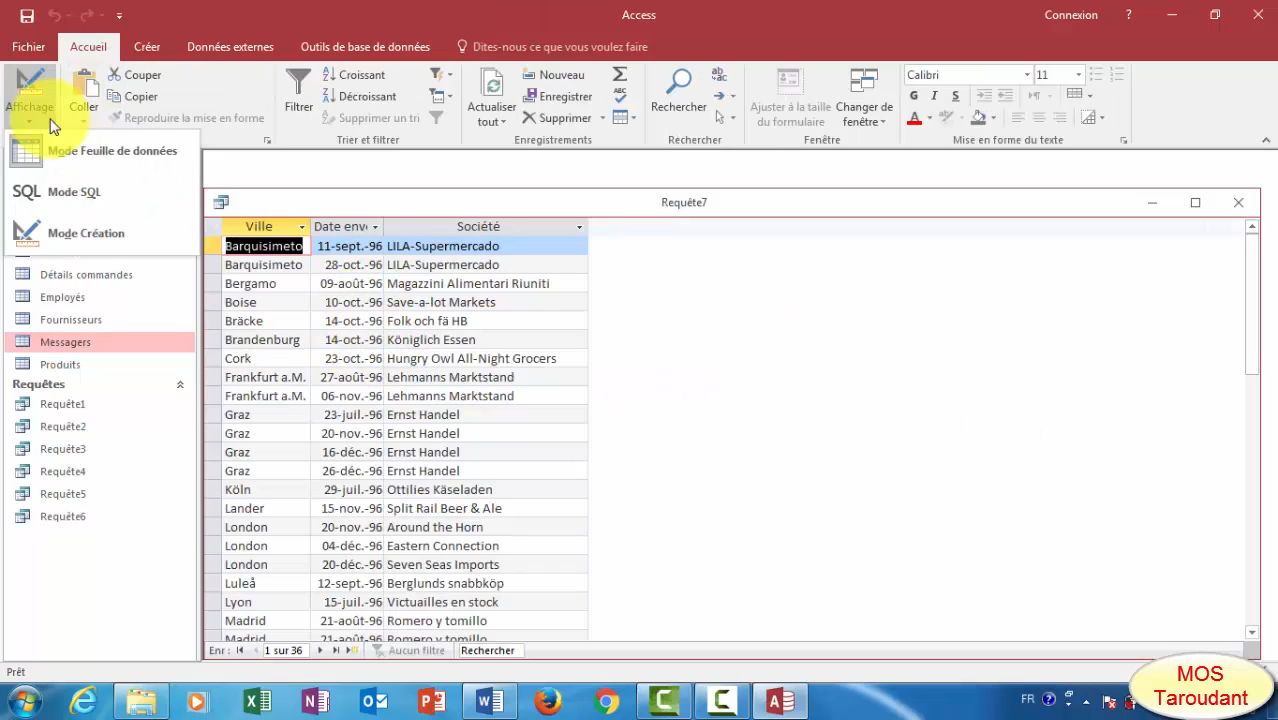 Access
Connexion ?
Fichier Accueil Créer Données externes Outils de base de données Dites-nous ce que vous voulez faire
Affichage
Coller
Couper
Copier
Reproduire la mise en forme
Filtrer
Croissant
Décroissant
Supprimer un tri
Trier et filtrer
Actualiser
tout
Nouveau
Enregistrer
Supprimer
Enregistrements
Rechercher
Rechercher
Ajuster à la taille
du formulaire
Changer de
fenêtre
Fenêtre
Calibri 11
G I S
A
Mise en forme du texte
Mode Feuille de données
SQL Mode SQL
Mode Création
Détails commandes
Employés
Fournisseurs
Messagers
Produits
Requêtes
Requête1
Requête2
Requête3
Requête4
Requête5
Requête6
Requête7
Ville Date env Société
Barquisimeto 11-sept.-96 LILA-Supermercado
Barquisimeto 28-oct.-96 LILA-Supermercado
Bergamo 09-août-96 Magazzini Alimentari Riuniti
Boise 10-oct.-96 Save-a-lot Markets
Bräcke 14-oct.-96 Folk och fä HB
Brandenburg 14-oct.-96 Königlich Essen
Cork 23-oct.-96 Hungry Owl All-Night Grocers
Frankfurt a.M. 27-août-96 Lehmanns Marktstand
Frankfurt a.M. 06-nov.-96 Lehmanns Marktstand
Graz 23-juil.-96 Ernst Handel
Graz 20-nov.-96 Ernst Handel
Graz 16-déc.-96 Ernst Handel
Graz 26-déc.-96 Ernst Handel
Köln 29-juil.-96 Ottilies Käseladen
Lander 15-nov.-96 Split Rail Beer & Ale
London 20-nov.-96 Around the Horn
London 04-déc.-96 Eastern Connection
London 20-déc.-96 Seven Seas Imports
Luleå 12-sept.-96 Berglunds snabbköp
Lyon 15-juil.-96 Victuailles en stock
Madrid 21-août-96 Romero y tomillo
Madrid 21-août-96 Romero y tomillo
Enr : 1 sur 36 Aucun filtre Rechercher
Prêt
FR
MOS
Taroudant